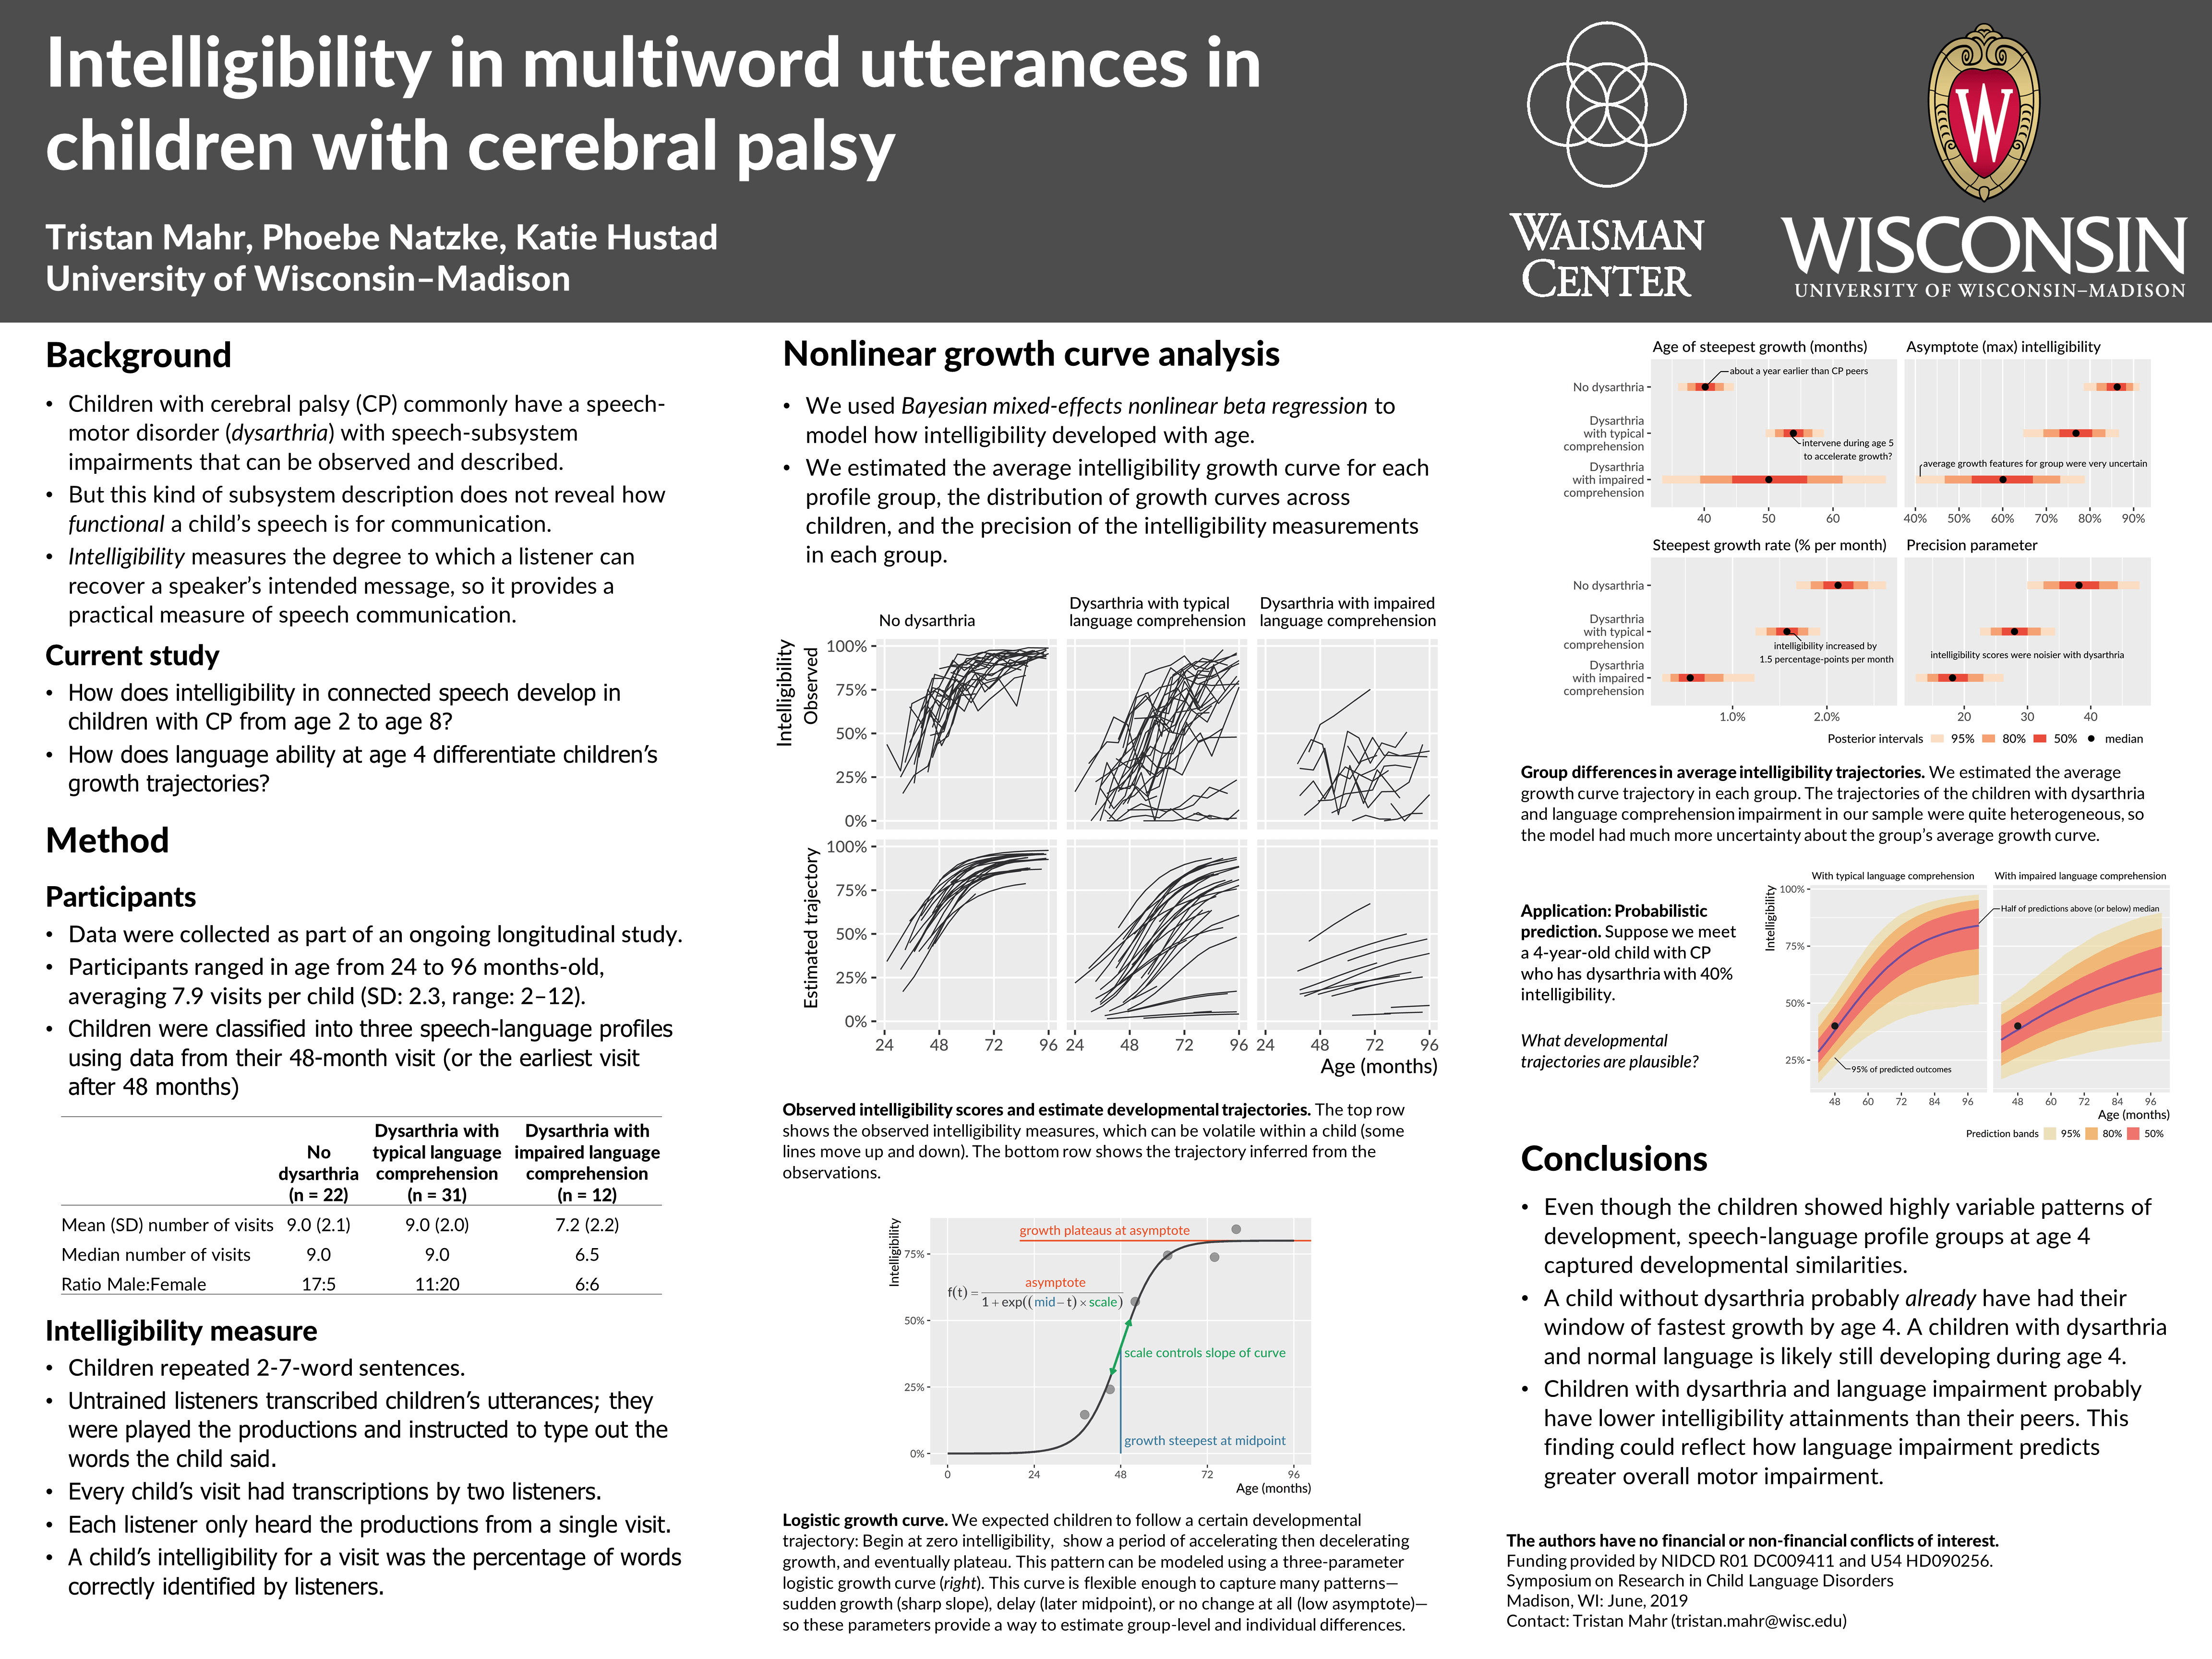 Intelligibility in multiword utterances in
children with cerebral palsy
Tristan Mahr, Phoebe Natzke, Katie Hustad
University of Wisconsin–Madison
WAISMAN
CENTER
W
WISCONSIN
UNIVERSITY OF WISCONSIN–MADISON
Background
• Children with cerebral palsy (CP) commonly have a speech-
motor disorder (dysarthria) with speech-subsystem
impairments that can be observed and described.
• But this kind of subsystem description does not reveal how
functional a child's speech is for communication.
• Intelligibility measures the degree to which a listener can
recover a speaker's intended message, so it provides a
practical measure of speech communication.
Current study
• How does intelligibility in connected speech develop in
children with CP from age 2 to age 8?
• How does language ability at age 4 differentiate children's
growth trajectories?
Method
Participants
• Data were collected as part of an ongoing longitudinal study.
• Participants ranged in age from 24 to 96 months-old,
averaging 7.9 visits per child (SD: 2.3, range: 2–12).
• Children were classified into three speech-language profiles
using data from their 48-month visit (or the earliest visit
after 48 months)
No dysarthria (n = 22) Dysarthria with typical language comprehension (n = 31) Dysarthria with impaired language comprehension (n = 12)
Mean (SD) number of visits 9.0 (2.1) 9.0 (2.0) 7.2 (2.2)
Median number of visits 9.0 9.0 6.5
Ratio Male:Female 17:5 11:20 6:6
Intelligibility measure
• Children repeated 2-7-word sentences.
• Untrained listeners transcribed children's utterances; they
were played the productions and instructed to type out the
words the child said.
• Every child's visit had transcriptions by two listeners.
• Each listener only heard the productions from a single visit.
• A child's intelligibility for a visit was the percentage of words
correctly identified by listeners.
Nonlinear growth curve analysis
• We used Bayesian mixed-effects nonlinear beta regression to
model how intelligibility developed with age.
• We estimated the average intelligibility growth curve for each
profile group, the distribution of growth curves across
children, and the precision of the intelligibility measurements
in each group.
No dysarthria
Dysarthria with typical
language comprehension
Dysarthria with impaired
language comprehension
Intelligibility
Observed
100%
75%
50%
25%
0%
Estimated trajectory
100%
75%
50%
25%
0%
24 48 72 96 24 48 72 96 24 48 72 96
Age (months)
Observed intelligibility scores and estimate developmental trajectories. The top row
shows the observed intelligibility measures, which can be volatile within a child (some
lines move up and down). The bottom row shows the trajectory inferred from the
observations.
Intelligibility
75%
50%
25%
0%
growth plateaus at asymptote
f(t) = asymptote / 1 + exp((mid − t) × scale)
scale controls slope of curve
growth steepest at midpoint
0 24 48 72 96
Age (months)
Logistic growth curve. We expected children to follow a certain developmental
trajectory: Begin at zero intelligibility, show a period of accelerating then decelerating
growth, and eventually plateau. This pattern can be modeled using a three-parameter
logistic growth curve (right). This curve is flexible enough to capture many patterns—
sudden growth (sharp slope), delay (later midpoint), or no change at all (low asymptote)—
so these parameters provide a way to estimate group-level and individual differences.
Age of steepest growth (months)
Asymptote (max) intelligibility
No dysarthria
Dysarthria
with typical
comprehension
Dysarthria
with impaired
comprehension
about a year earlier than CP peers
intervene during age 5
to accelerate growth?
average growth features for group were very uncertain
40 50 60
40% 50% 60% 70% 80% 90%
Steepest growth rate (% per month)
Precision parameter
No dysarthria
Dysarthria
with typical
comprehension
Dysarthria
with impaired
comprehension
intelligibility increased by
1.5 percentage-points per month
intelligibility scores were noisier with dysarthria
1.0% 2.0%
20 30 40
Posterior intervals 95% 80% 50% median
Group differences in average intelligibility trajectories. We estimated the average
growth curve trajectory in each group. The trajectories of the children with dysarthria
and language comprehension impairment in our sample were quite heterogeneous, so
the model had much more uncertainty about the group's average growth curve.
Application: Probabilistic
prediction. Suppose we meet
a 4-year-old child with CP
who has dysarthria with 40%
intelligibility.
What developmental
trajectories are plausible?
With typical language comprehension
With impaired language comprehension
Intelligibility
100%
75%
50%
25%
Half of predictions above (or below) median
95% of predicted outcomes
48 60 72 84 96 48 60 72 84 96
Age (months)
Prediction bands 95% 80% 50%
Conclusions
• Even though the children showed highly variable patterns of
development, speech-language profile groups at age 4
captured developmental similarities.
• A child without dysarthria probably already have had their
window of fastest growth by age 4. A children with dysarthria
and normal language is likely still developing during age 4.
• Children with dysarthria and language impairment probably
have lower intelligibility attainments than their peers. This
finding could reflect how language impairment predicts
greater overall motor impairment.
The authors have no financial or non-financial conflicts of interest.
Funding provided by NIDCD R01 DC009411 and U54 HD090256.
Symposium on Research in Child Language Disorders
Madison, WI: June, 2019
Contact: Tristan Mahr (tristan.mahr@wisc.edu)